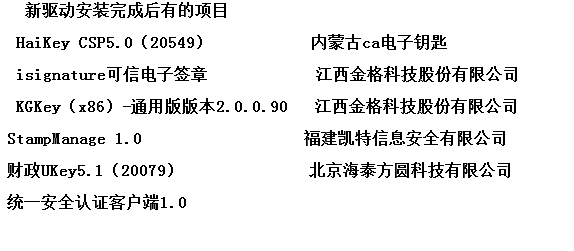 新驱动安装完成后有的项目
HaiKey CSP5.0（20549） 内蒙古ca电子钥匙
isignature可信电子签章 江西金格科技股份有限公司
KGKey（x86）-通用版版本2.0.0.90 江西金格科技股份有限公司
StampManage 1.0 福建凯特信息安全有限公司
财政UKey5.1（20079） 北京海泰方圆科技有限公司
统一安全认证客户端1.0